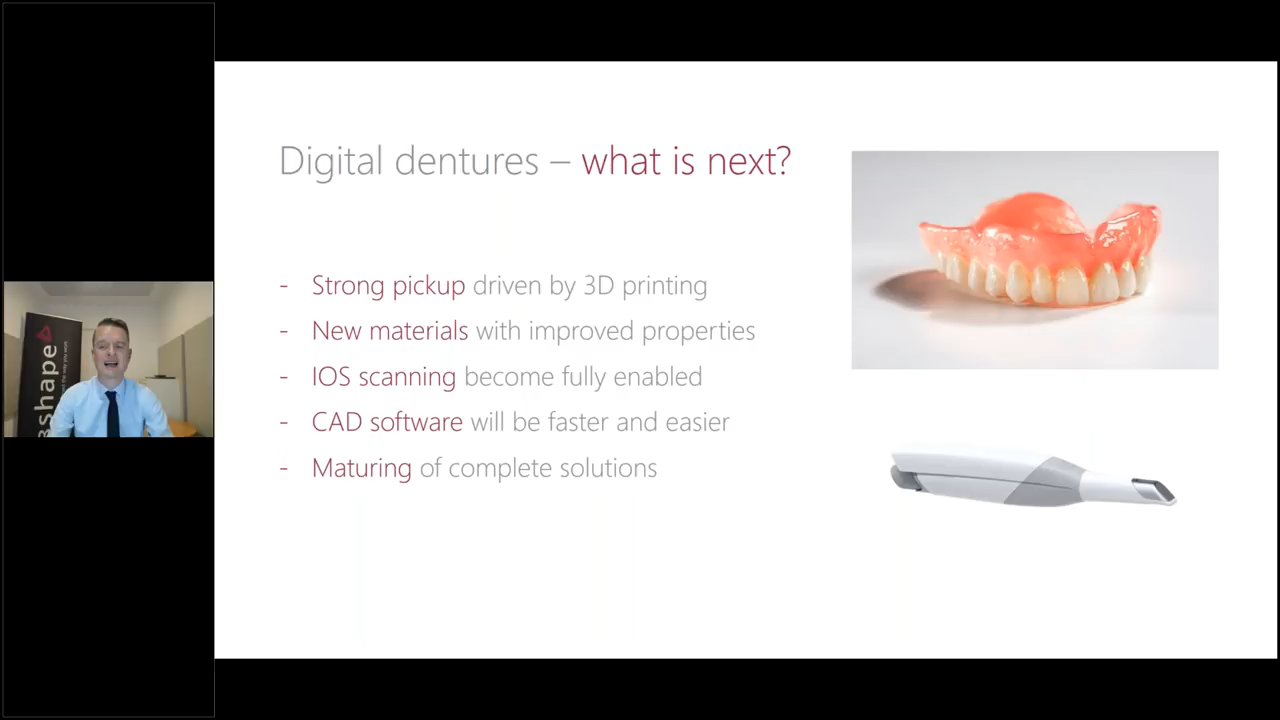 Digital dentures – what is next?
- Strong pickup driven by 3D printing
- New materials with improved properties
- IOS scanning become fully enabled
- CAD software will be faster and easier
- Maturing of complete solutions
3shape